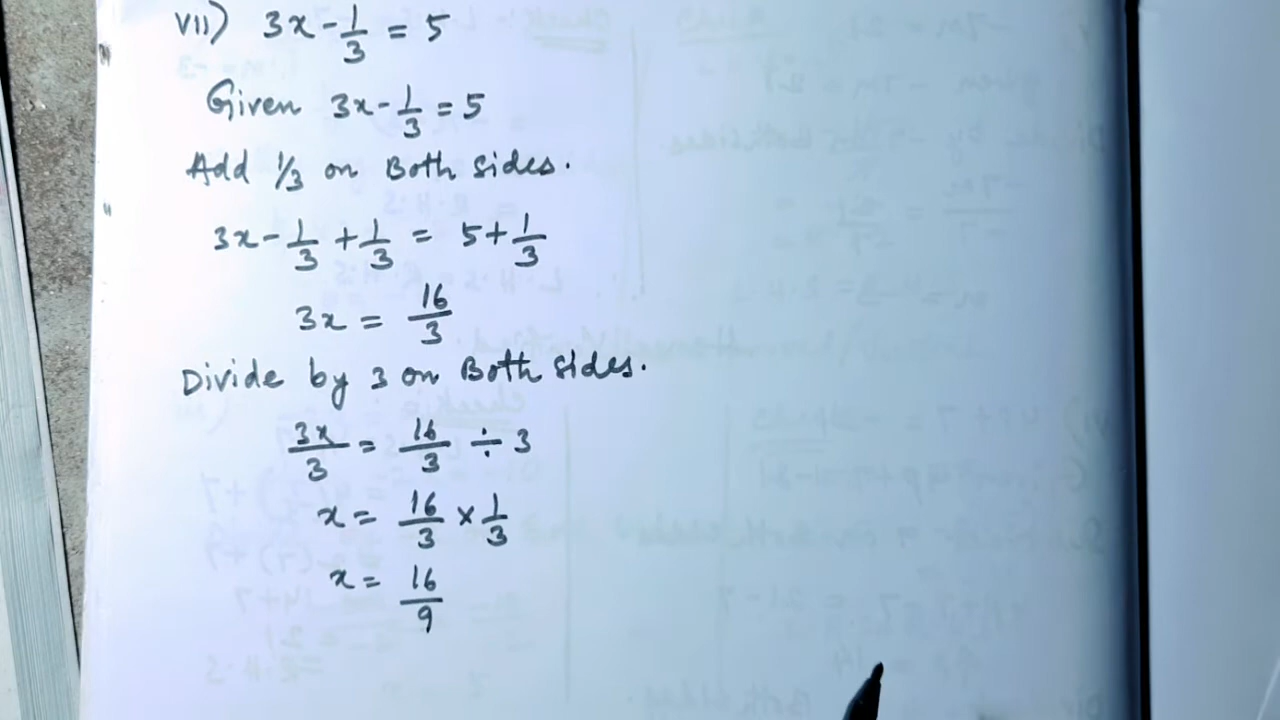 VII) 3x - 1/3 = 5
Given 3x - 1/3 = 5
Add 1/3 on Both sides.
3x - 1/3 + 1/3 = 5 + 1/3
3x = 16/3
Divide by 3 on Both sides.
3x/3 = 16/3 ÷ 3
x = 16/3 × 1/3
x = 16/9